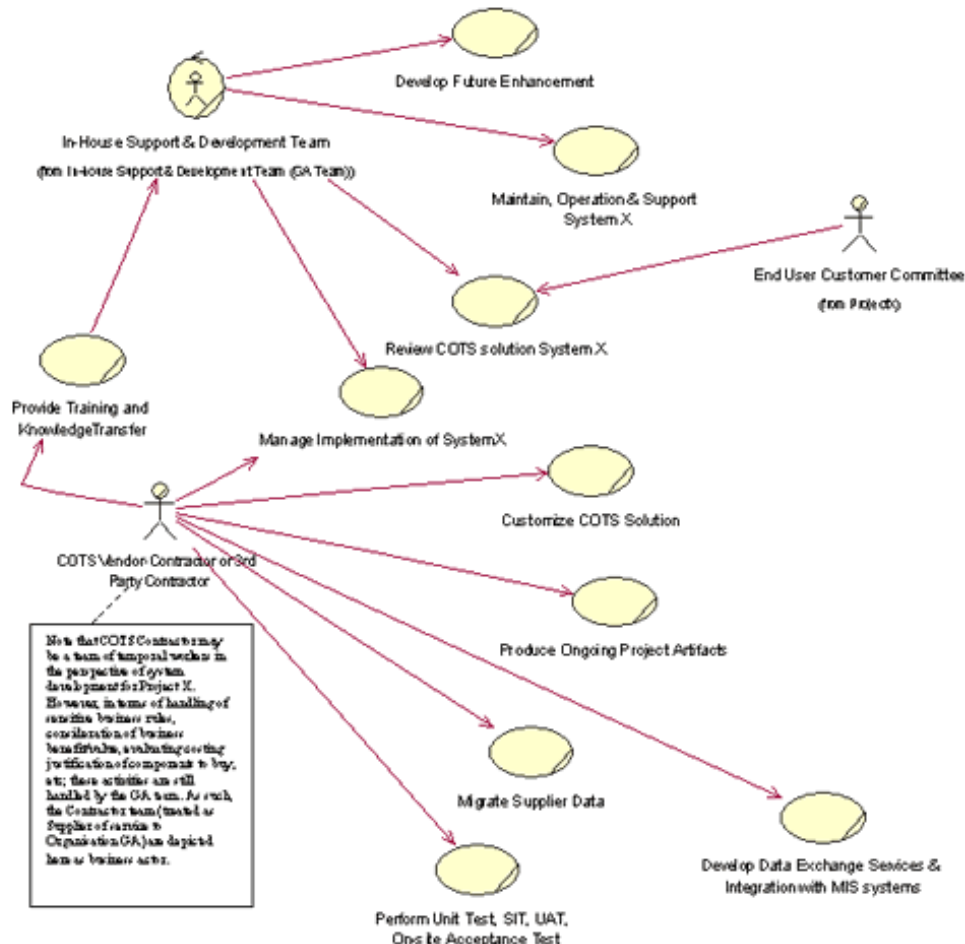 Develop Future Enhancement
In-House Support & Development Team
(from In-House Support & Development Team (GA Team))
Maintain, Operation & Support
System X
End User Customer Committee
(from ProjectX)
Review COTS solution System X
Provide Training and
KnowledgeTransfer
Manage Implementation of SystemX
Customize COTS Solution
COTS Vendor-Contractor or 3rd
Party Contractor
Note that COTS Contractor may
be a team of temporal workers in
the perspective of system
development for Project X.
However, in terms of handling of
sensitive business rules,
consideration of business
benefit/value, evaluating costing
justification of components to buy,
etc; these activities are still
handled by the GA team. As such,
the Contractor team (treated as
Supplier of service to
Organisation GA) are depicted
here as business actor.
Produce Ongoing Project Artifacts
Migrate Supplier Data
Develop Data Exchange Services &
Integration with MIS systems
Perform Unit Test, SIT, UAT,
On-site Acceptance Test